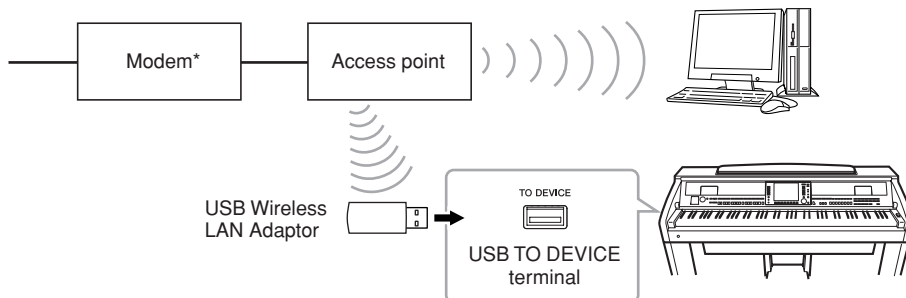 Modem*
Access point
USB Wireless
LAN Adaptor
TO DEVICE
USB TO DEVICE
terminal